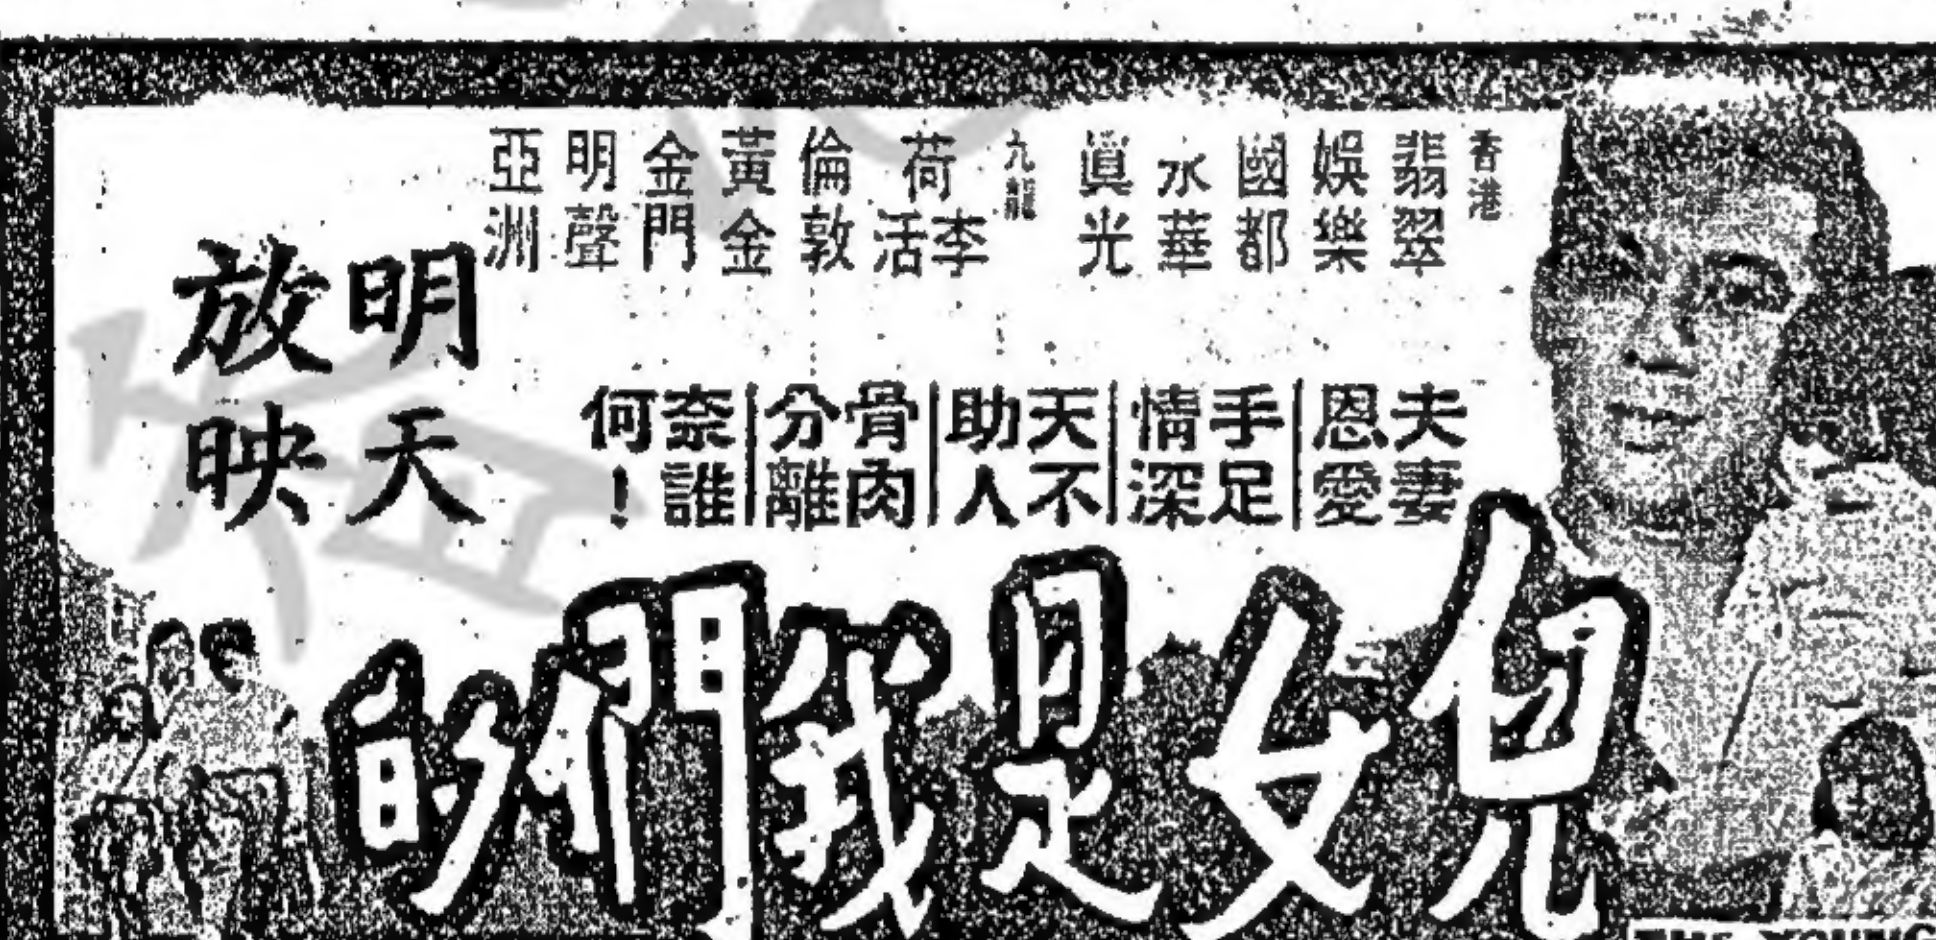 香港
翡翠
娛樂
國都
水華
眞光
九龍
荷李活
倫敦
黃金
金門
明聲
亞洲
明天
放映
夫妻恩愛
手足情深
天不助人
骨肉分離
奈誰何!
兒女是我們的
THE YOUNG